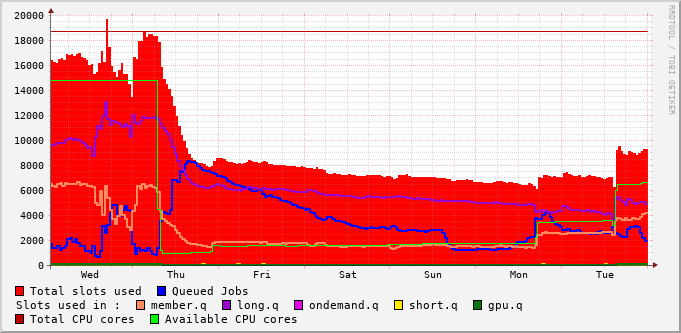 20000
18000
16000
14000
12000
10000
8000
6000
4000
2000
0
Wed Thu Fri Sat Sun Mon Tue
RRDTOOL / TOBI OETIKER
Total slots used Queued Jobs
Slots used in : member.q long.q ondemand.q short.q gpu.q
Total CPU cores Available CPU cores